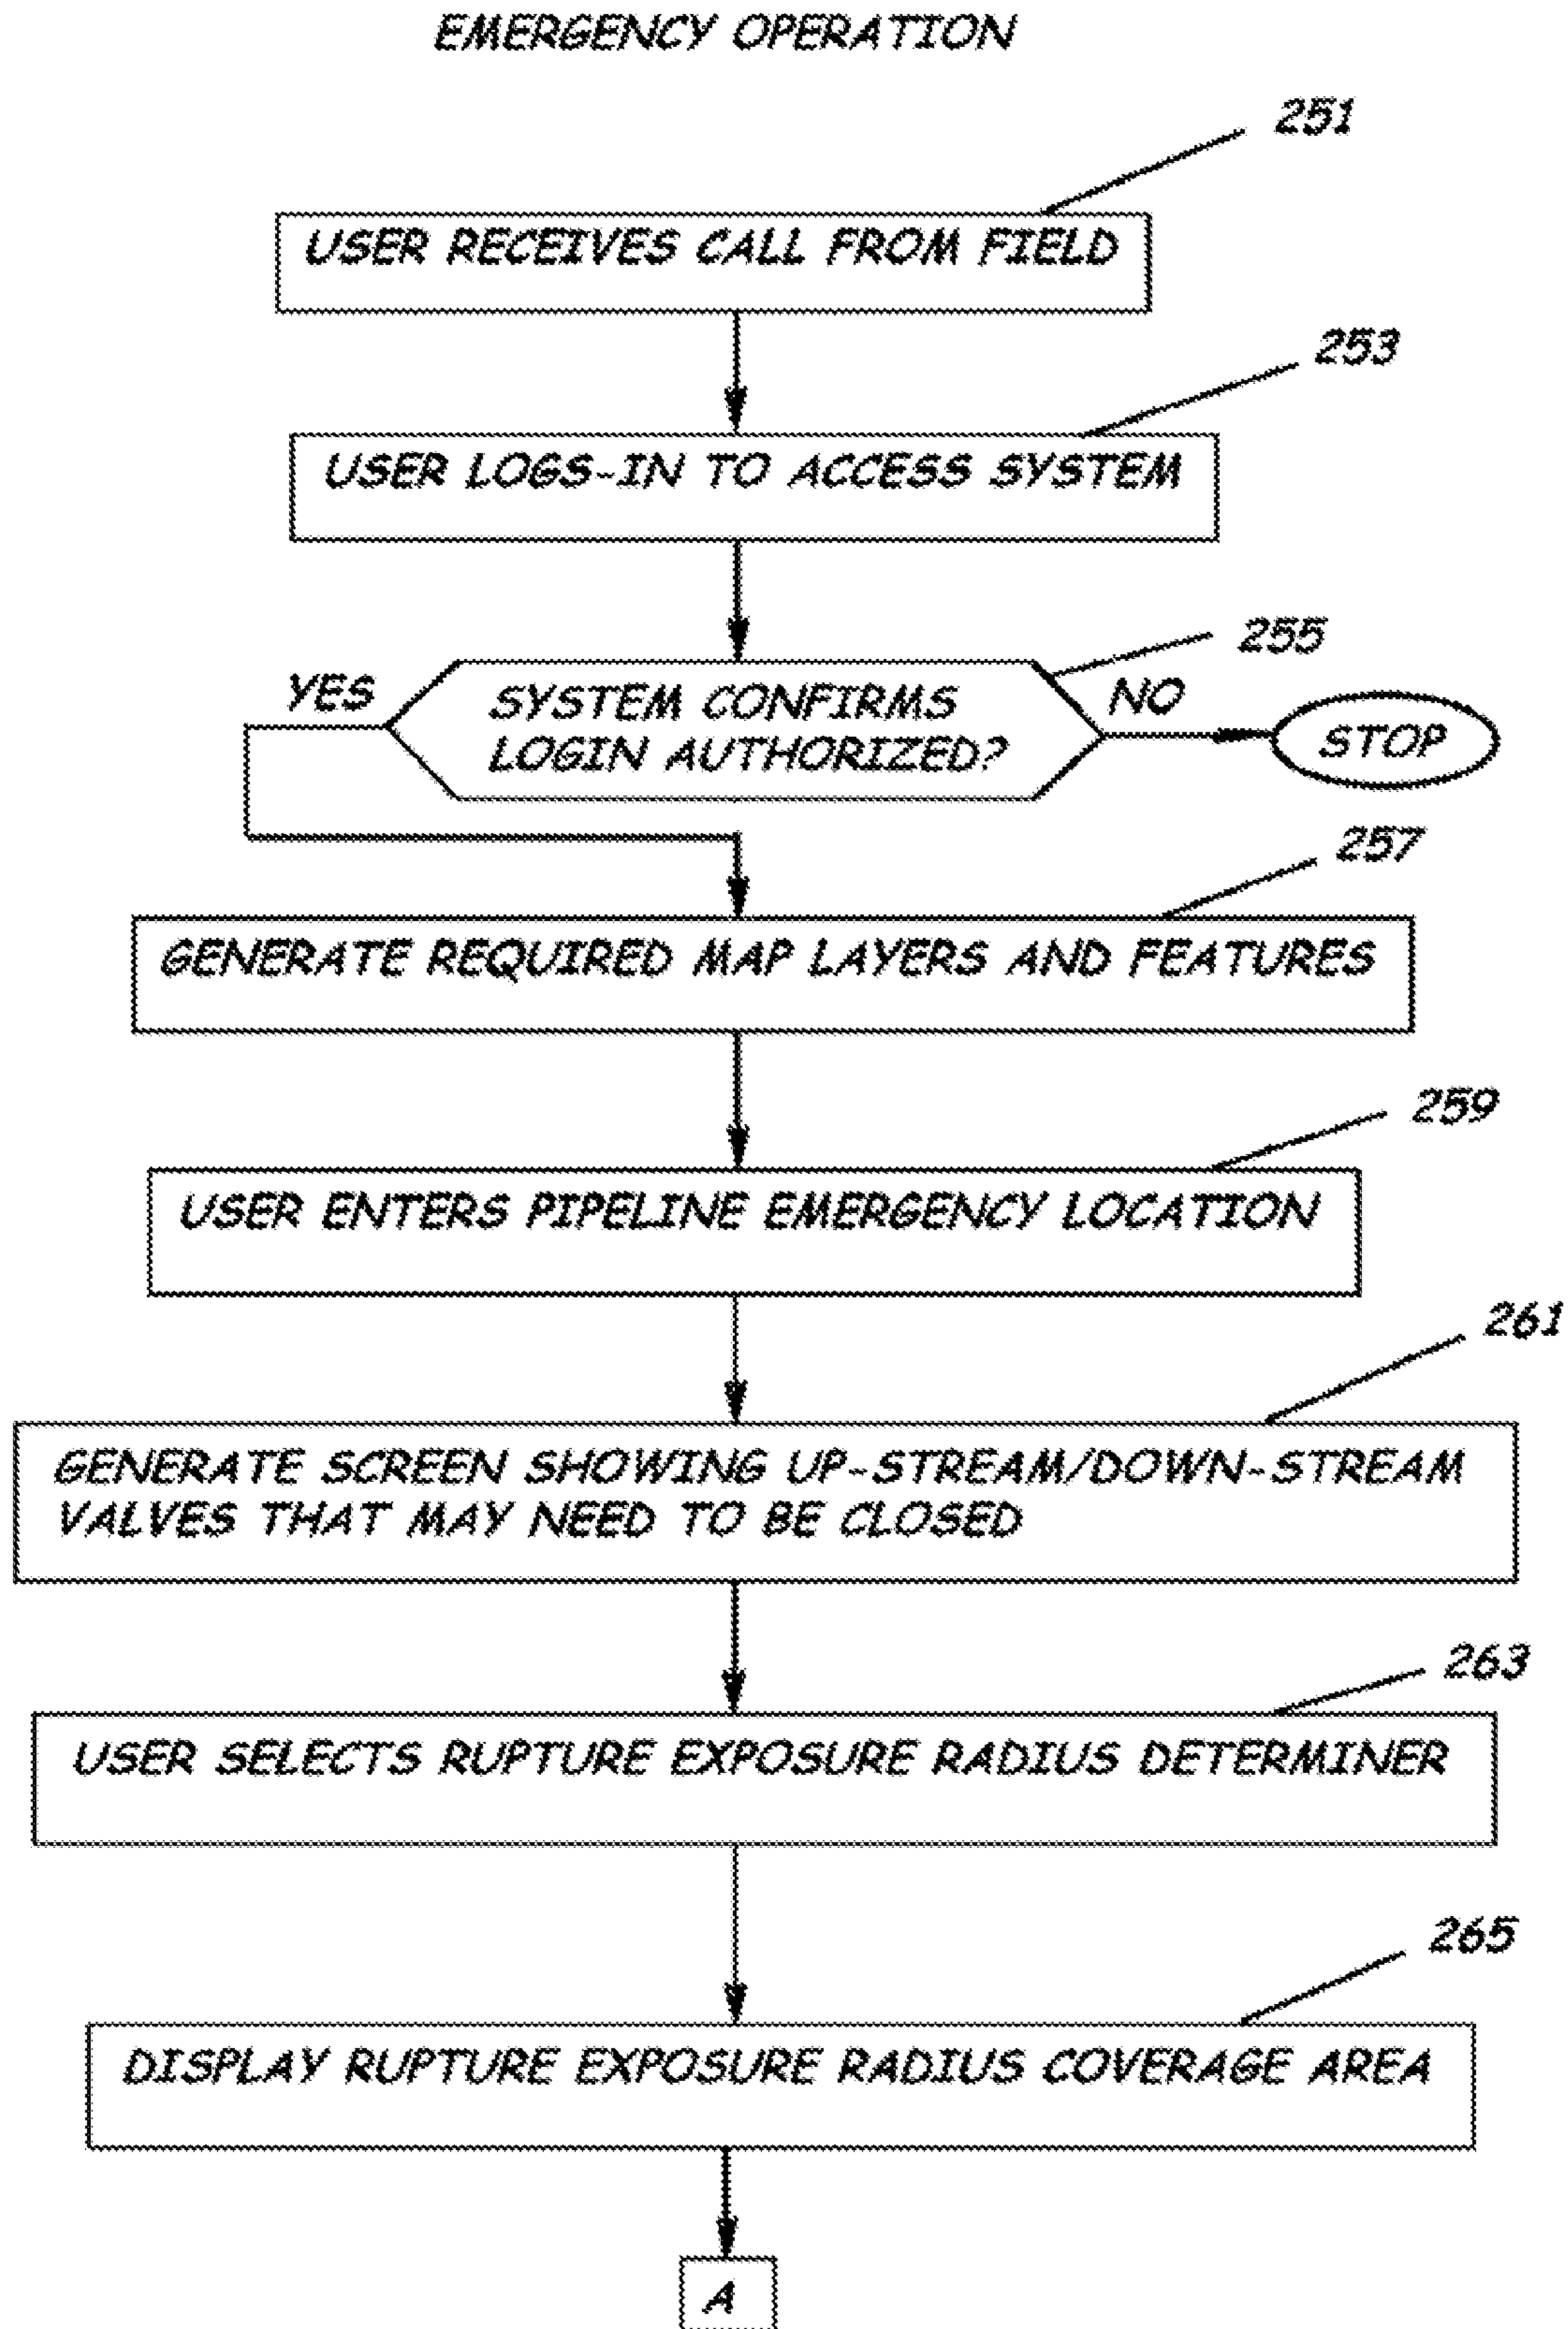 EMERGENCY OPERATION
251
USER RECEIVES CALL FROM FIELD
253
USER LOGS-IN TO ACCESS SYSTEM
255
YES
SYSTEM CONFIRMS
LOGIN AUTHORIZED?
NO
STOP
257
GENERATE REQUIRED MAP LAYERS AND FEATURES
259
USER ENTERS PIPELINE EMERGENCY LOCATION
261
GENERATE SCREEN SHOWING UP-STREAM/DOWN-STREAM
VALVES THAT MAY NEED TO BE CLOSED
263
USER SELECTS RUPTURE EXPOSURE RADIUS DETERMINER
265
DISPLAY RUPTURE EXPOSURE RADIUS COVERAGE AREA
A